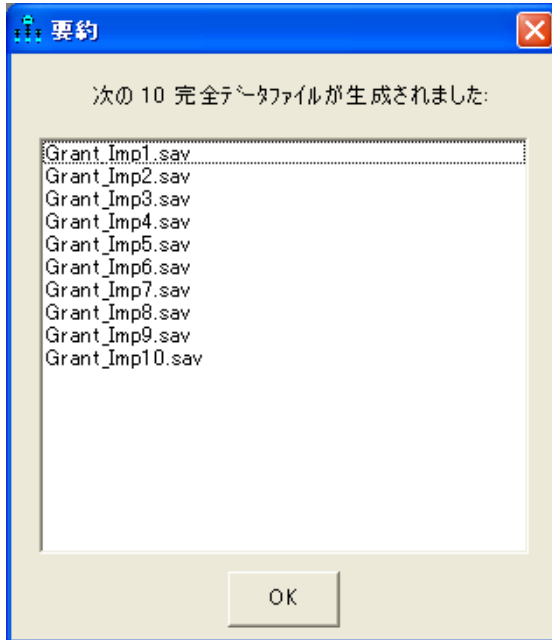 要約
次の 10 完全ﾃﾞｰﾀﾌｧｲﾙが生成されました:
Grant_Imp1.sav
Grant_Imp2.sav
Grant_Imp3.sav
Grant_Imp4.sav
Grant_Imp5.sav
Grant_Imp6.sav
Grant_Imp7.sav
Grant_Imp8.sav
Grant_Imp9.sav
Grant_Imp10.sav
OK